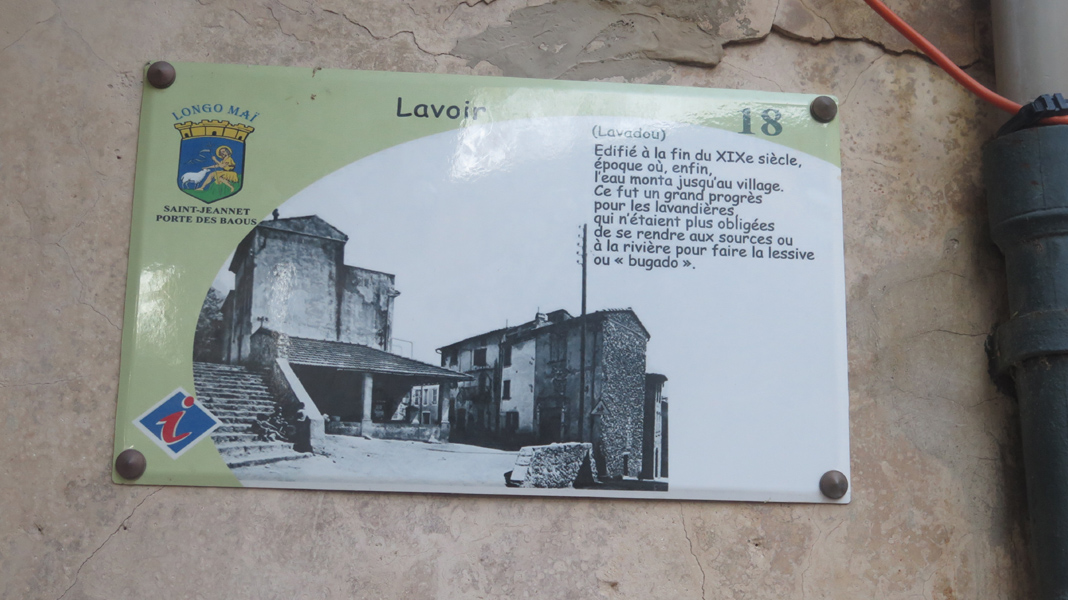 LONGO MAÏ
SAINT-JEANNET
PORTE DES BAOUS
Lavoir
18
(Lavadou)
Edifié à la fin du XIXe siècle,
époque où, enfin,
l'eau monta jusqu'au village.
Ce fut un grand progrès
pour les lavandières
qui n'étaient plus obligées
de se rendre aux sources ou
à la rivière pour faire la lessive
ou « bugado ».
i